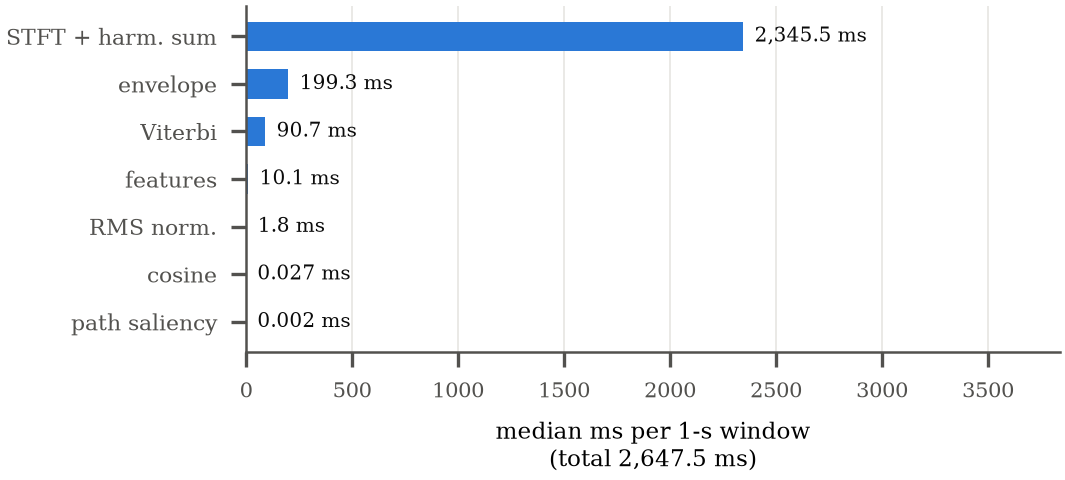 STFT + harm. sum 2,345.5 ms
envelope 199.3 ms
Viterbi 90.7 ms
features 10.1 ms
RMS norm. 1.8 ms
cosine 0.027 ms
path saliency 0.002 ms
0 500 1000 1500 2000 2500 3000 3500
median ms per 1-s window
(total 2,647.5 ms)